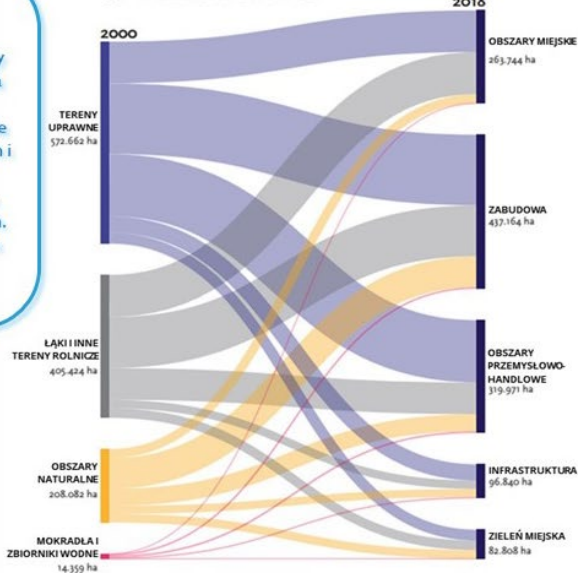 2000
TERENY
UPRAWNE
572.662 ha
ŁĄKI I INNE
TERENY ROLNICZE
405.424 ha
OBSZARY
NATURALNE
208.082 ha
MOKRADŁA I
ZBIORNIKI WODNE
14.359 ha
2018
OBSZARY MIEJSKIE
263.744 ha
ZABUDOWA
437.164 ha
OBSZARY
PRZEMYSŁOWO-
HANDLOWE
319.971 ha
INFRASTRUKTURA
96.840 ha
ZIELEŃ MIEJSKA
82.808 ha